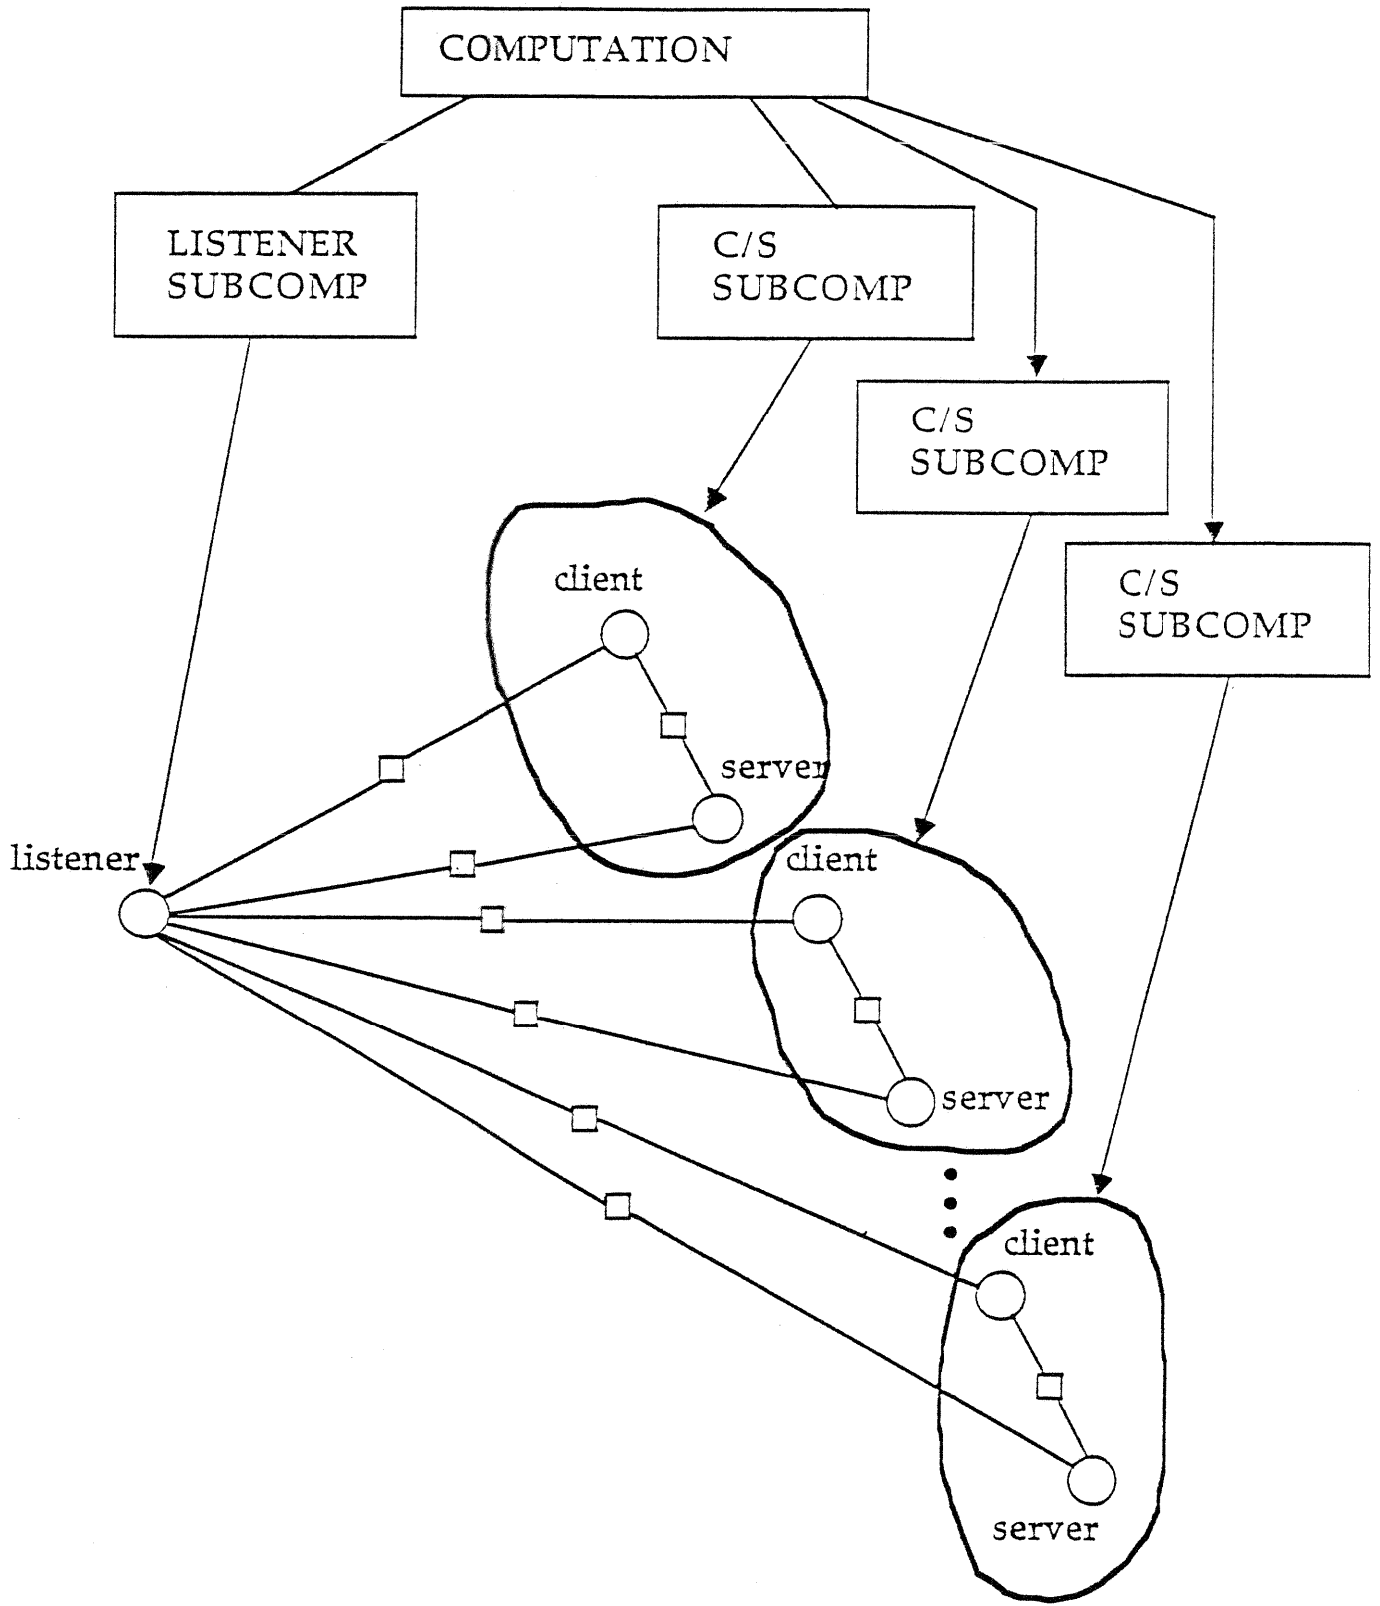 COMPUTATION
LISTENER
SUBCOMP
C/S
SUBCOMP
C/S
SUBCOMP
C/S
SUBCOMP
client
server
listener
client
server
client
server